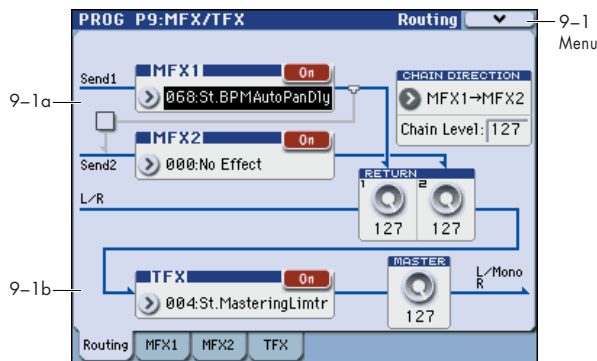 PROG P9:MFX/TFX Routing
9–1
Menu
Send1
MFX1 On
068:St.BPMAutoPanDly
CHAIN DIRECTION
MFX1→MFX2
Chain Level: 127
9–1a
MFX2 On
000:No Effect
Send2
RETURN
1 2
127 127
L/R
TFX On
004:St.MasteringLimtr
MASTER
127
L/Mono
R
9–1b
Routing MFX1 MFX2 TFX